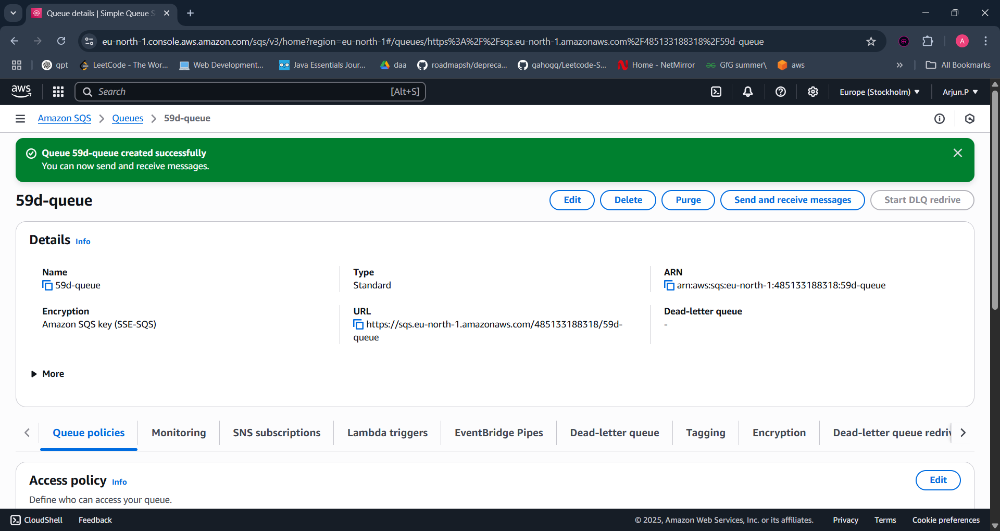 Queue details | Simple Queue S
eu-north-1.console.aws.amazon.com/sqs/v3/home?region=eu-north-1#/queues/https%3A%2F%2Fsqs.eu-north-1.amazonaws.com%2F485133188318%2F59d-queue
A
gpt
LeetCode - The Wor...
Web Development...
Java Essentials Jour...
daa
roadmapsh/depreca...
gahogg/Leetcode-S...
Home - NetMirror
GfG summer\
aws
»
All Bookmarks
aws
Search
[Alt+S]
Europe (Stockholm)
Arjun.P
Amazon SQS
Queues
59d-queue
Queue 59d-queue created successfully
You can now send and receive messages.
59d-queue
Edit
Delete
Purge
Send and receive messages
Start DLQ redrive
Details
Info
Name
59d-queue
Type
Standard
ARN
arn:aws:sqs:eu-north-1:485133188318:59d-queue
Encryption
Amazon SQS key (SSE-SQS)
URL
https://sqs.eu-north-1.amazonaws.com/485133188318/59d-
queue
Dead-letter queue
-
More
Queue policies
Monitoring
SNS subscriptions
Lambda triggers
EventBridge Pipes
Dead-letter queue
Tagging
Encryption
Dead-letter queue redriv
Access policy
Info
Edit
Define who can access your queue.
CloudShell
Feedback
© 2025, Amazon Web Services, Inc. or its affiliates.
Privacy
Terms
Cookie preferences